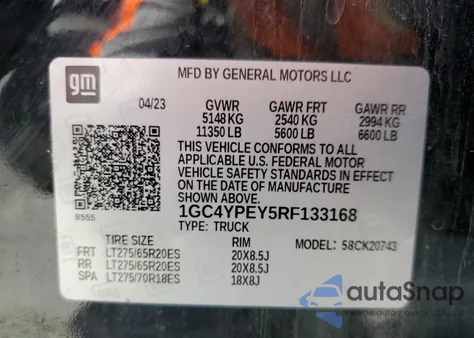 gm
MFD BY GENERAL MOTORS LLC
04/23 GVWR GAWR FRT GAWR RR
5148 KG 2540 KG 2994 KG
11350 LB 5600 LB 6600 LB
THIS VEHICLE CONFORMS TO ALL
APPLICABLE U.S. FEDERAL MOTOR
VEHICLE SAFETY STANDARDS IN
EFFECT ON THE DATE OF
MANUFACTURE SHOWN ABOVE.
8555
1GC4YPEY5RF133168
TYPE: TRUCK
TIRE SIZE RIM MODEL: 58CK20743
FRT LT275/65R20ES 20X8.5J
RR LT275/65R20ES 20X8.5J
SPA LT275/70R18ES 18X8J
autoSnap